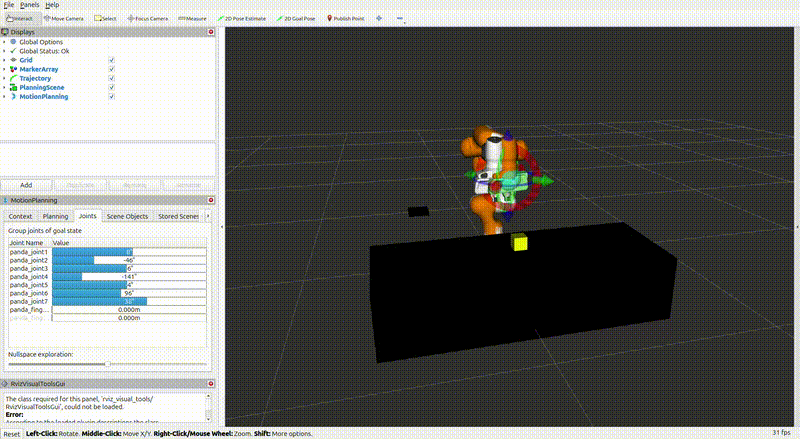 File Panels Help
Interact Move Camera Select Focus Camera Measure 2D Pose Estimate 2D Goal Pose Publish Point
Displays
Global Options
Global Status: Ok
Grid
MarkerArray
Trajectory
PlanningScene
MotionPlanning
Add
MotionPlanning
Context Planning Joints Scene Objects Stored Scenes
Group joints of goal state
Joint Name Value
panda_joint1
panda_joint2 -46°
panda_joint3 6°
panda_joint4 -141°
panda_joint5 4°
panda_joint6 96°
panda_joint7
panda_fing... 0.000m
panda_fing... 0.000m
Nullspace exploration:
RvizVisualToolsGui
The class required for this panel, 'rviz_visual_tools/
RvizVisualToolsGui', could not be loaded.
Error:
According to the loaded plugin descriptions the class
Reset Left-Click: Rotate. Middle-Click: Move X/Y. Right-Click/Mouse Wheel: Zoom. Shift: More options. 31 fps